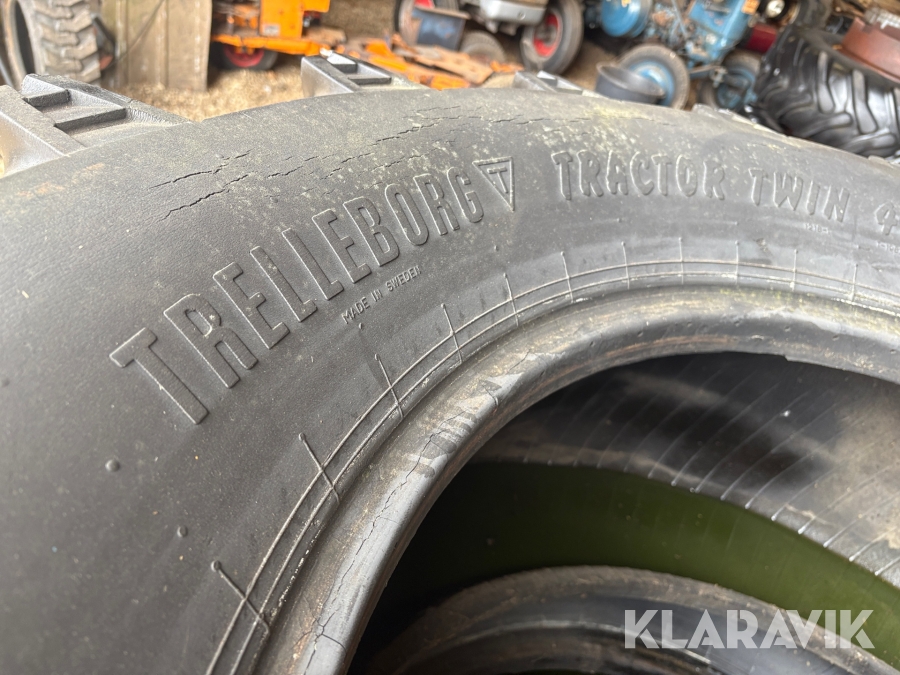 TRELLEBORG T TRACTOR TWIN
MADE IN SWEDEN
KLARAVIK